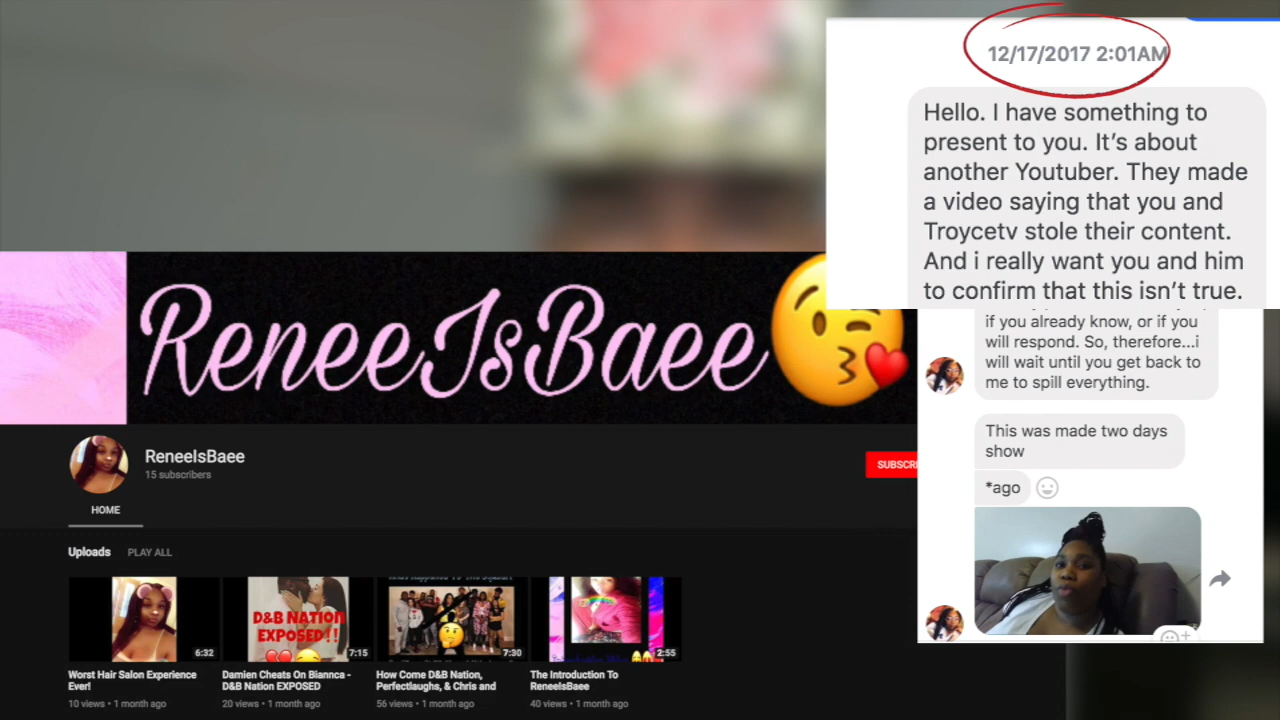 12/17/2017 2:01AM
Hello. I have something to
present to you. It's about
another Youtuber. They made
a video saying that you and
Troycetv stole their content.
And i really want you and him
to confirm that this isn't true.
if you already know, or if you
will respond. So, therefore...i
will wait until you get back to
me to spill everything.
This was made two days
show
*ago
ReneeIsBaee
ReneeIsBaee
15 subscribers
SUBSCRI
HOME
Uploads PLAY ALL
D&B NATION
EXPOSED!!
6:32
7:15
7:30
2:55
Worst Hair Salon Experience
Ever!
10 views • 1 month ago
Damien Cheats On Biannca -
D&B Nation EXPOSED
20 views • 1 month ago
How Come D&B Nation,
Perfectlaughs, & Chris and
56 views • 1 month ago
The Introduction To
ReneeIsBaee
40 views • 1 month ago